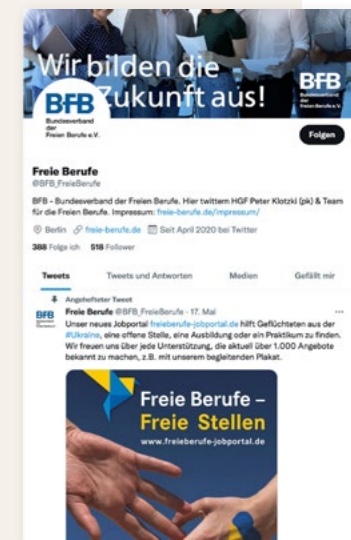 Wir bilden die
Zukunft aus!
BFB
Bundesverband
der
Freien Berufe e.V.
BFB
Bundesverband
der
Freien Berufe e.V.
Folgen
Freie Berufe
@BFB_FreieBerufe
BFB - Bundesverband der Freien Berufe. Hier twittern HGF Peter Klotzki (pk) & Team
für die Freien Berufe. Impressum: freie-berufe.de/impressum/
Berlin freie-berufe.de Seit April 2020 bei Twitter
388 Folge ich 518 Follower
Tweets Tweets und Antworten Medien Gefällt mir
Angehefteter Tweet
BFB Freie Berufe @BFB_FreieBerufe · 17. Mai
Unser neues Jobportal freieberufe-jobportal.de hilft Geflüchteten aus der
#Ukraine, eine offene Stelle, eine Ausbildung oder ein Praktikum zu finden.
Wir freuen uns über jede Unterstützung, die aktuell über 1.000 Angebote
bekannt zu machen, z.B. mit unserem begleitenden Plakat.
Freie Berufe –
Freie Stellen
www.freieberufe-jobportal.de